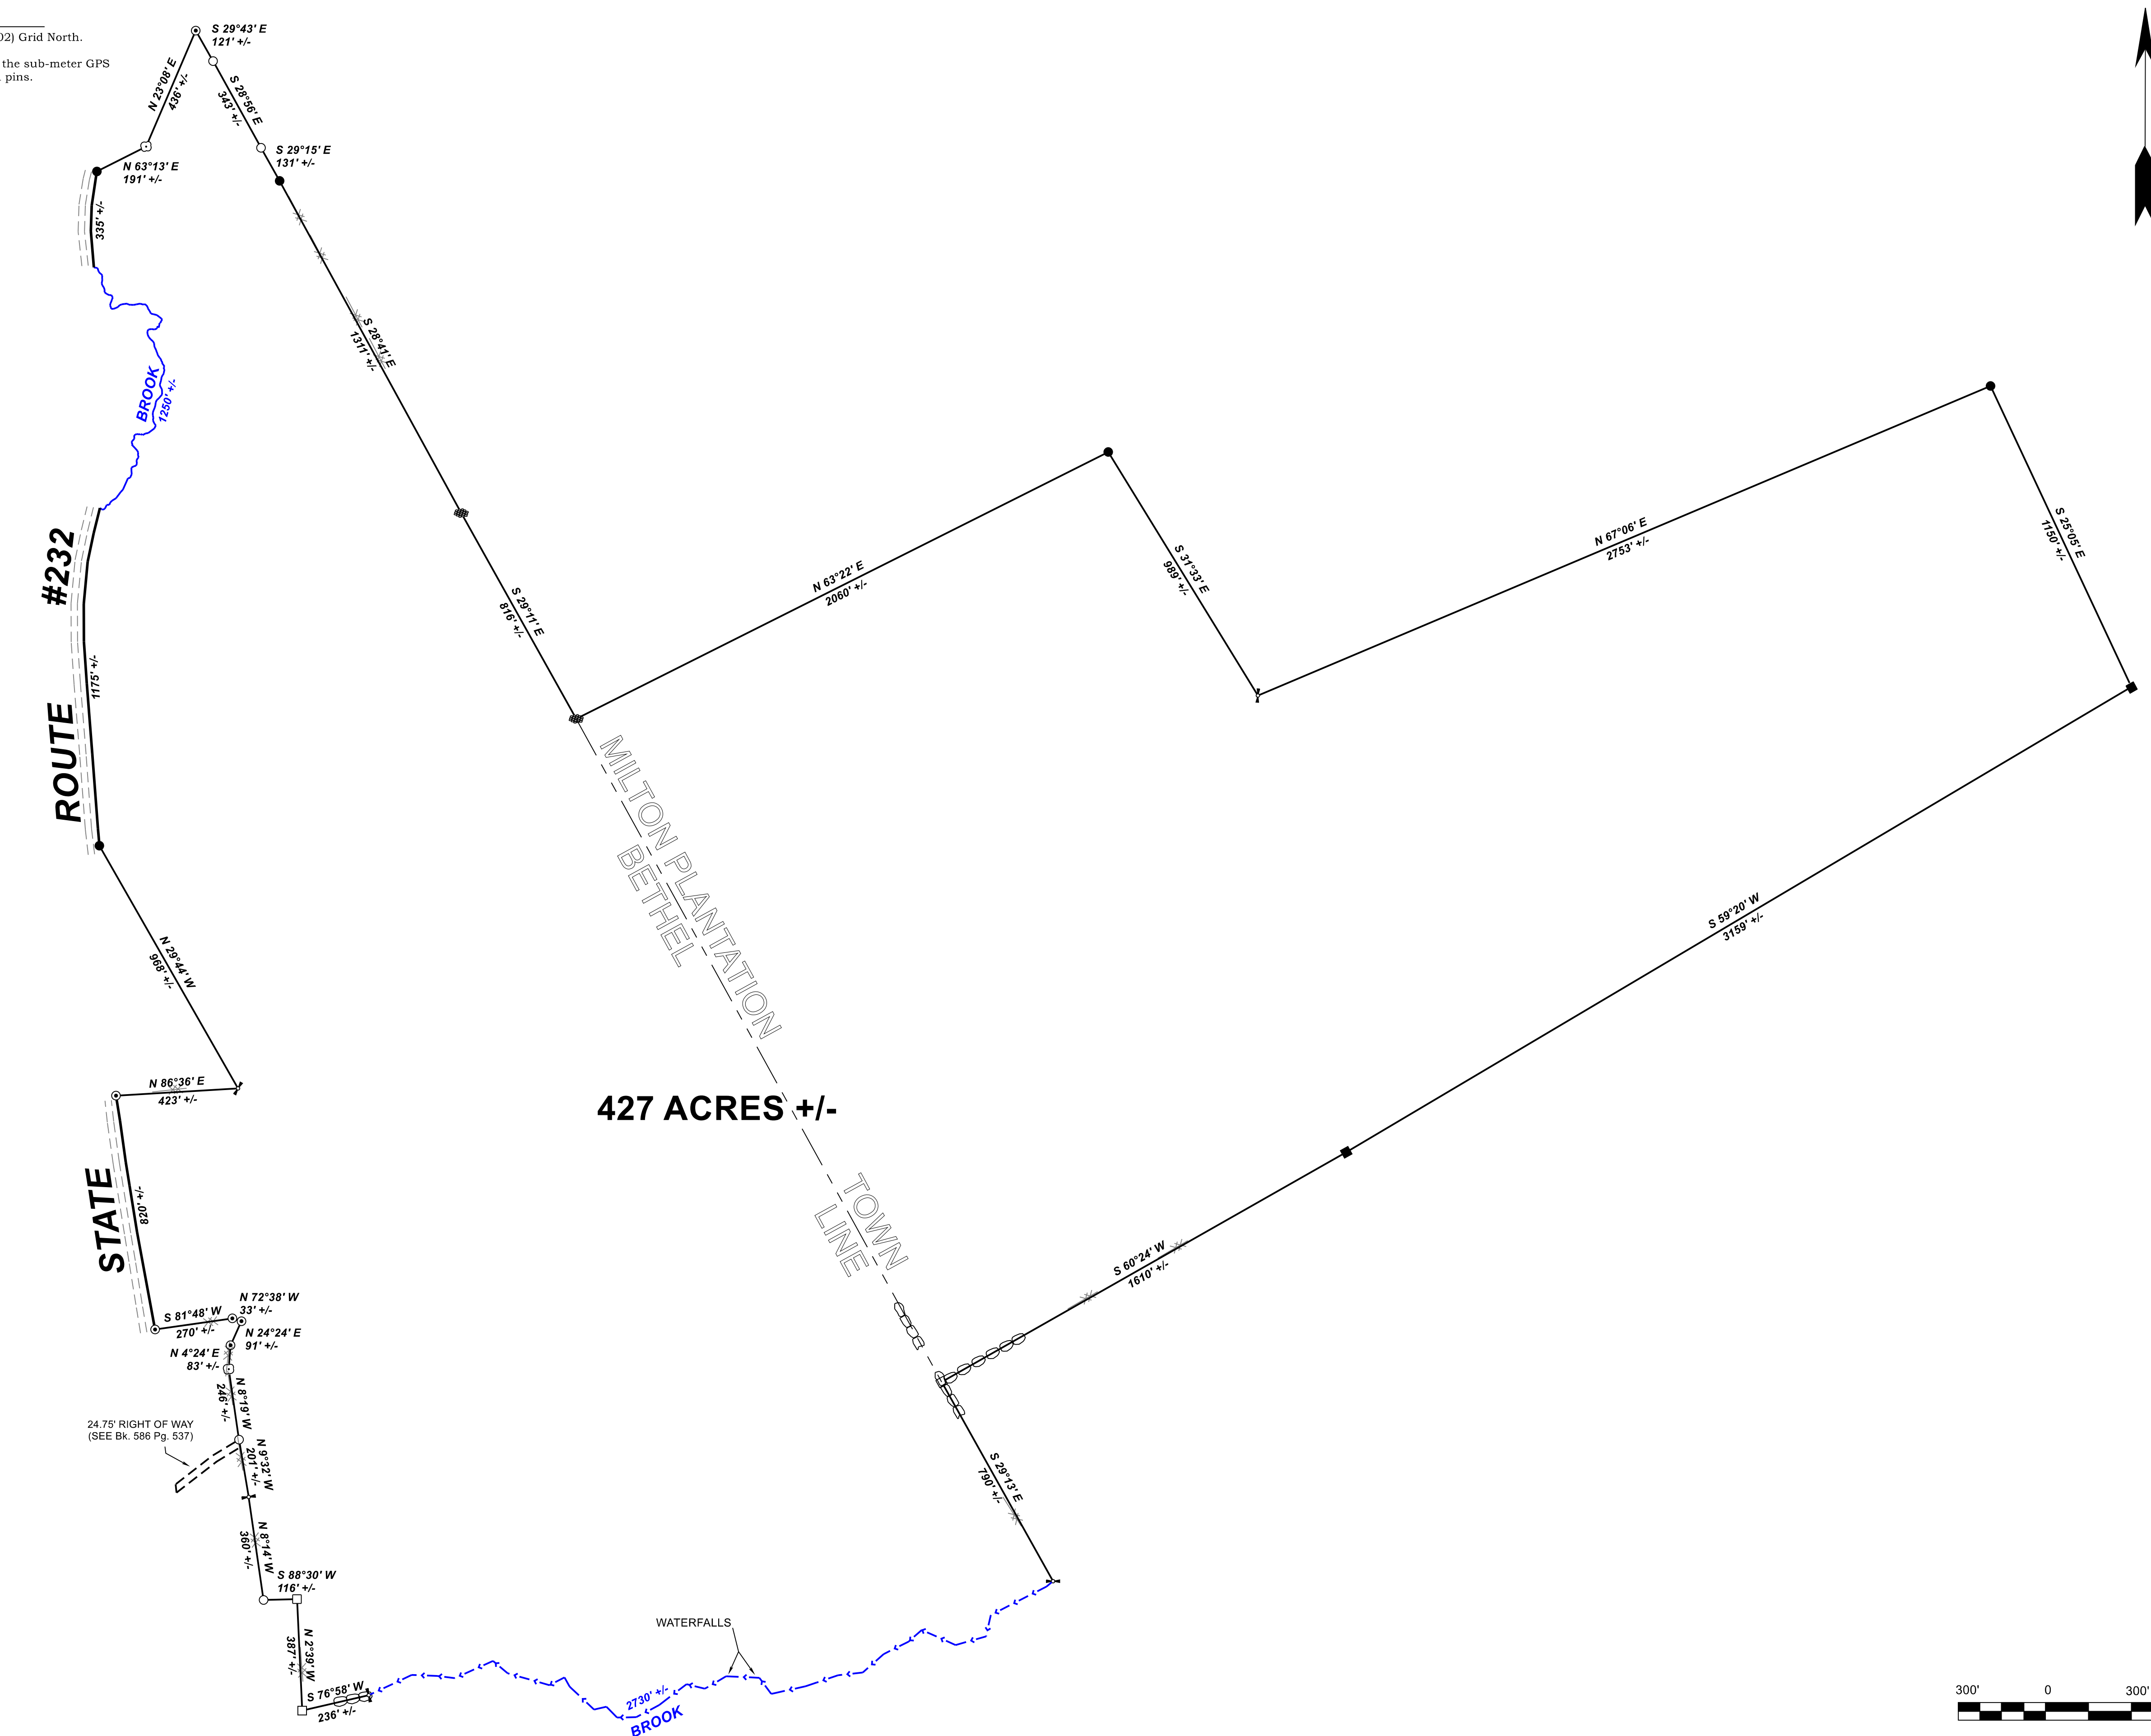 02) Grid North.
the sub-meter GPS
pins.
S 29°43' E
121' +/-
N 23°08' E
436' +/-
S 28°56' E
343' +/-
S 29°15' E
131' +/-
N 63°13' E
191' +/-
335' +/-
S 28°41' E
1311' +/-
BROOK
1250' +/-
S 29°11' E
816' +/-
N 63°22' E
2060' +/-
S 31°33' E
989' +/-
N 67°06' E
2753' +/-
S 25°05' E
1150' +/-
STATE ROUTE #232
1175' +/-
MILTON PLANTATION
BETHEL
S 59°20' W
3159' +/-
N 29°44' W
968' +/-
N 86°36' E
423' +/-
427 ACRES +/-
820' +/-
TOWN
LINE
S 60°24' W
1610' +/-
N 72°38' W
33' +/-
S 81°48' W
270' +/-
N 24°24' E
91' +/-
N 4°24' E
83' +/-
N 8°19' W
246' +/-
24.75' RIGHT OF WAY
(SEE Bk. 586 Pg. 537)
N 9°32' W
201' +/-
S 29°13' E
790' +/-
N 8°14' W
360' +/-
S 88°30' W
116' +/-
N 2°39' W
387' +/-
WATERFALLS
S 76°58' W
236' +/-
2730' +/-
BROOK
300' 0 300'